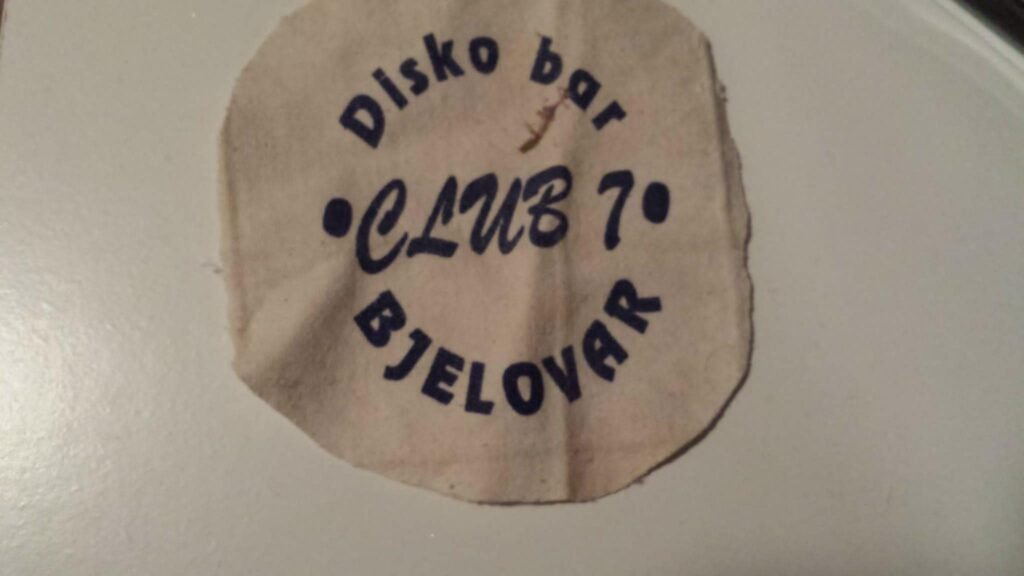 Disko bar
CLUB 7
BJELOVAR